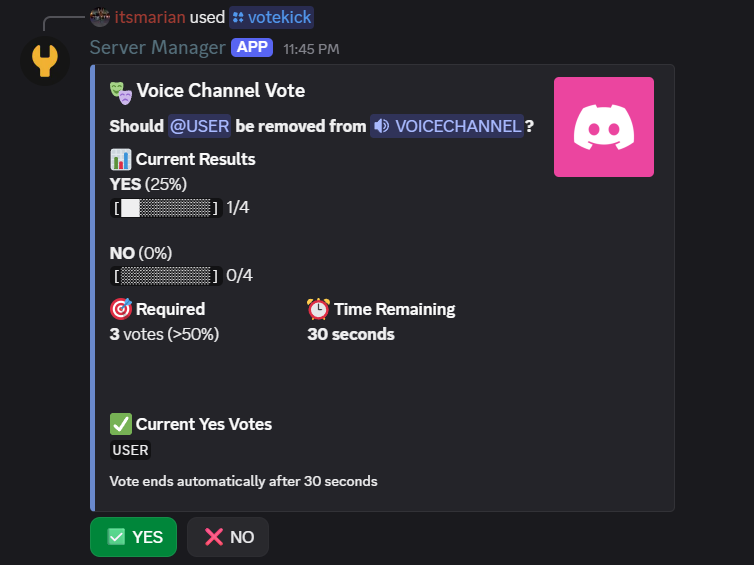 itsmarian used votekick
Server Manager APP 11:45 PM
Voice Channel Vote
Should @USER be removed from VOICECHANNEL ?
Current Results
YES (25%)
[██▒▒▒▒▒▒▒▒] 1/4
NO (0%)
[▒▒▒▒▒▒▒▒▒▒] 0/4
Required
3 votes (>50%)
Time Remaining
30 seconds
Current Yes Votes
USER
Vote ends automatically after 30 seconds
YES
NO